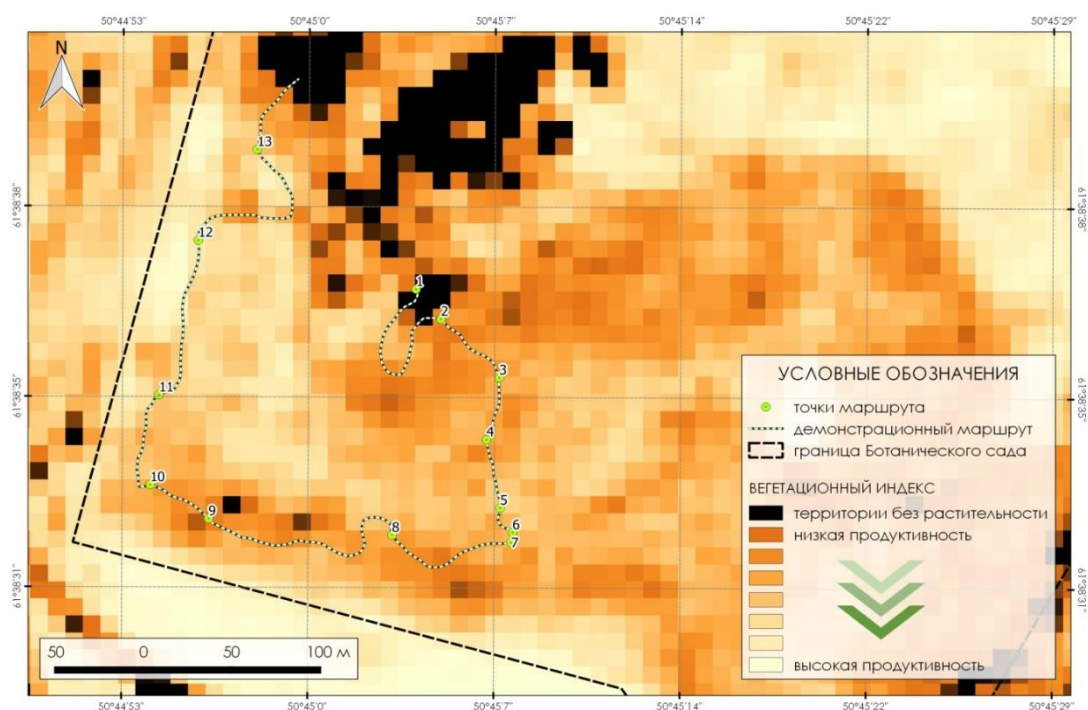 50°44'53" 50°45'0" 50°45'7" 50°45'14" 50°45'22" 50°45'29"
N
13
61°38'38" 61°38'38"
12
1
2
3
УСЛОВНЫЕ ОБОЗНАЧЕНИЯ
11
61°38'35" 61°38'35"
точки маршрута
демонстрационный маршрут
4
граница Ботанического сада
10
ВЕГЕТАЦИОННЫЙ ИНДЕКС
5
9
территории без растительности
6
8
7
низкая продуктивность
61°38'31" 61°38'31"
50 0 50 100 м
высокая продуктивность
50°44'53" 50°45'0" 50°45'7" 50°45'14" 50°45'22" 50°45'29"